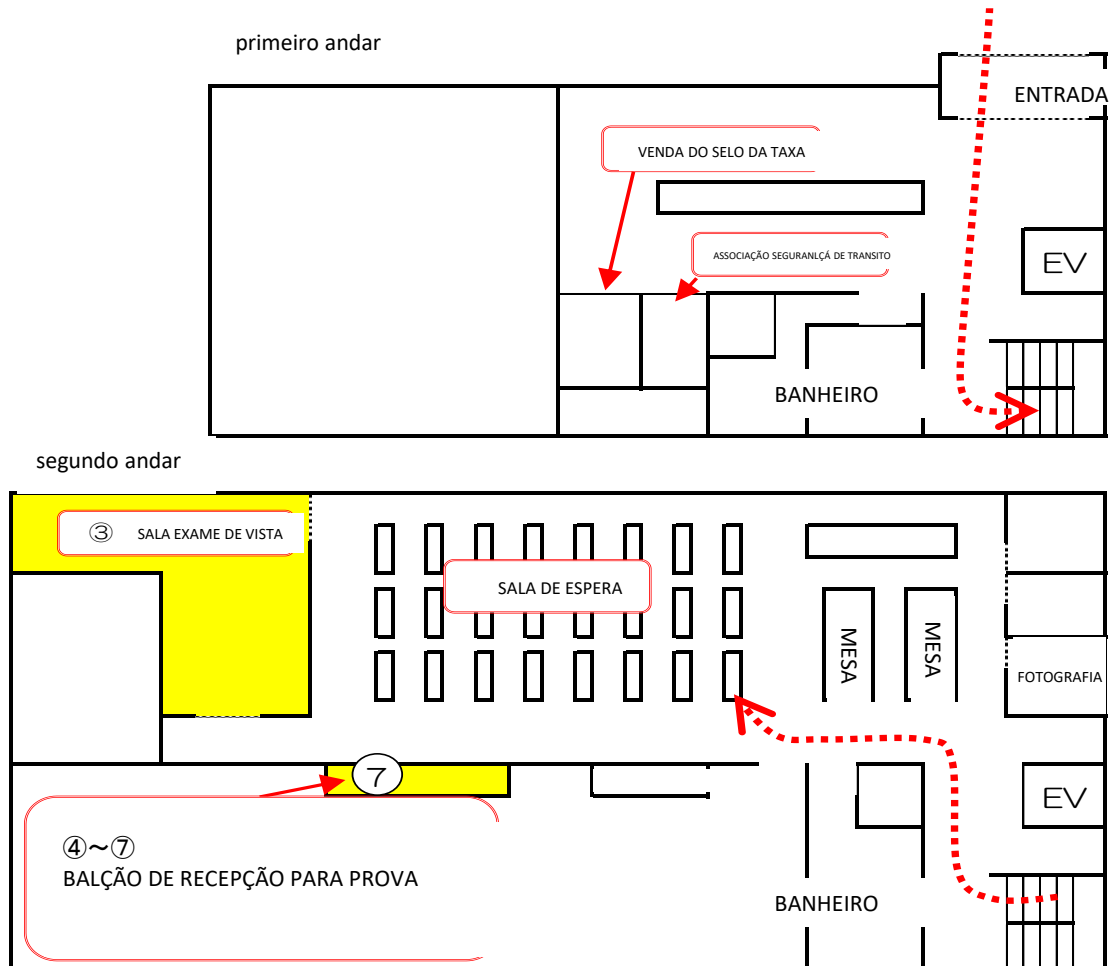 primeiro andar
ENTRADA
VENDA DO SELO DA TAXA
ASSOCIAÇÃO SEGURANLÇÁ DE TRANSITO
EV
BANHEIRO
segundo andar
③ SALA EXAME DE VISTA
SALA DE ESPERA
MESA
MESA
FOTOGRAFIA
7
EV
④～⑦
BALÇÃO DE RECEPÇÃO PARA PROVA
BANHEIRO